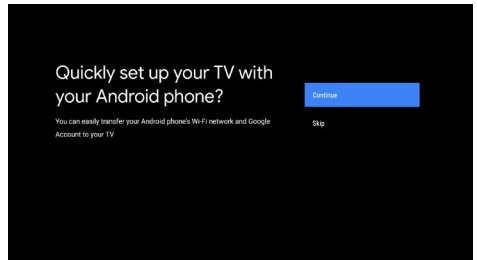 Quickly set up your TV with
your Android phone?
You can easily transfer your Android phone's Wi-Fi network and Google
Account to your TV
Continue
Skip